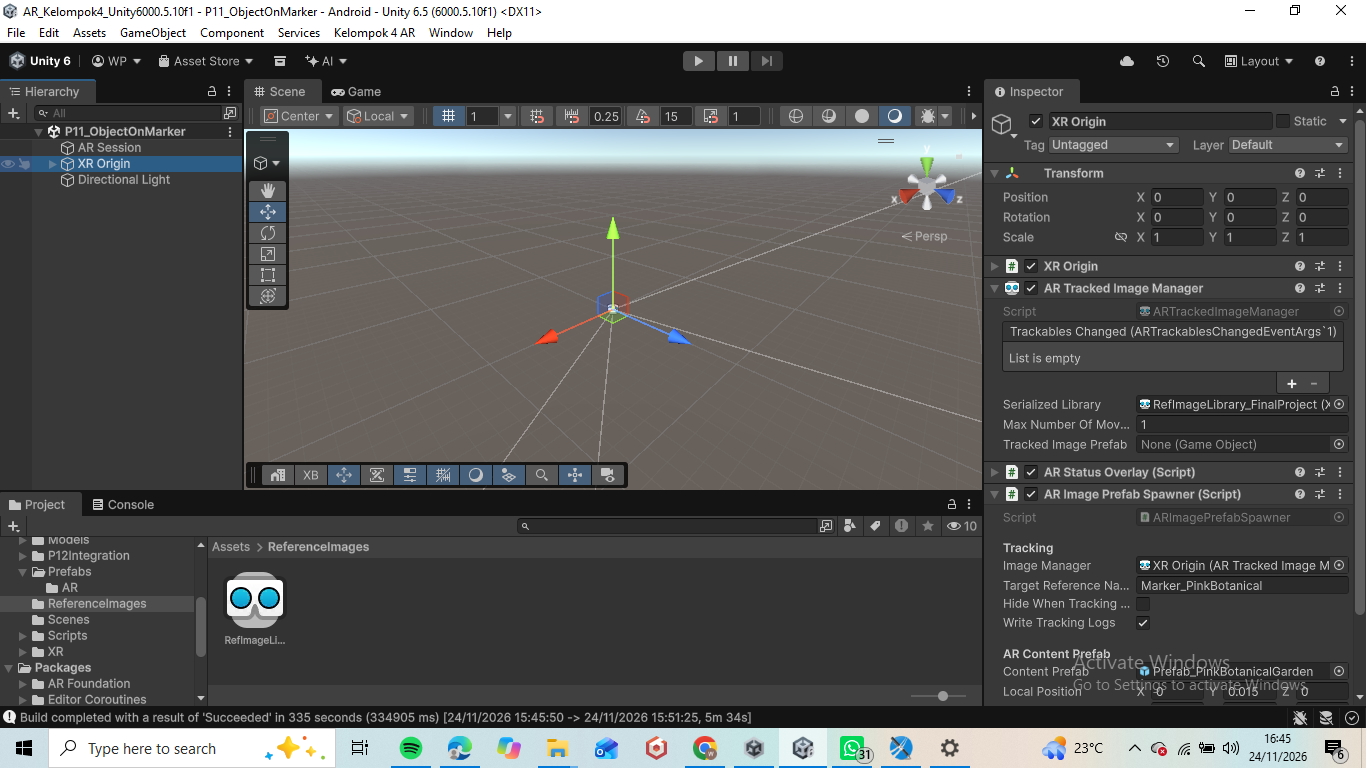 AR_Kelompok4_Unity6000.5.10f1 - P11_ObjectOnMarker - Android - Unity 6.5 (6000.5.10f1) <DX11>
File Edit Assets GameObject Component Services Kelompok 4 AR Window Help
Unity 6 WP Asset Store AI Layout
Hierarchy
All
P11_ObjectOnMarker
AR Session
XR Origin
Directional Light
Scene Game
Center Local 1 0.25 15 1
y
x z
Persp
XB
Inspector
XR Origin Static
Tag Untagged Layer Default
Transform
Position X 0 Y 0 Z 0
Rotation X 0 Y 0 Z 0
Scale X 1 Y 1 Z 1
XR Origin
AR Tracked Image Manager
Script ARTrackedImageManager
Trackables Changed (ARTrackablesChangedEventArgs`1)
List is empty
Serialized Library RefImageLibrary_FinalProject (X
Max Number Of Mov... 1
Tracked Image Prefab None (Game Object)
AR Status Overlay (Script)
AR Image Prefab Spawner (Script)
Script ARImagePrefabSpawner
Tracking
Image Manager XR Origin (AR Tracked Image M
Target Reference Na... Marker_PinkBotanical
Hide When Tracking ...
Write Tracking Logs
AR Content Prefab
Content Prefab Prefab_PinkBotanicalGarden
Local Position X 0 Y 0.015 Z 0
Activate Windows
Go to Settings to activate Windows.
Project Console
10
Models
P12Integration
Prefabs
AR
ReferenceImages
Scenes
Scripts
XR
Packages
AR Foundation
Editor Coroutines
Assets > ReferenceImages
RefImageLi...
Build completed with a result of 'Succeeded' in 335 seconds (334905 ms) [24/11/2026 15:45:50 -> 24/11/2026 15:51:25, 5m 34s]
Type here to search
31
23°C
16:45
24/11/2026
6